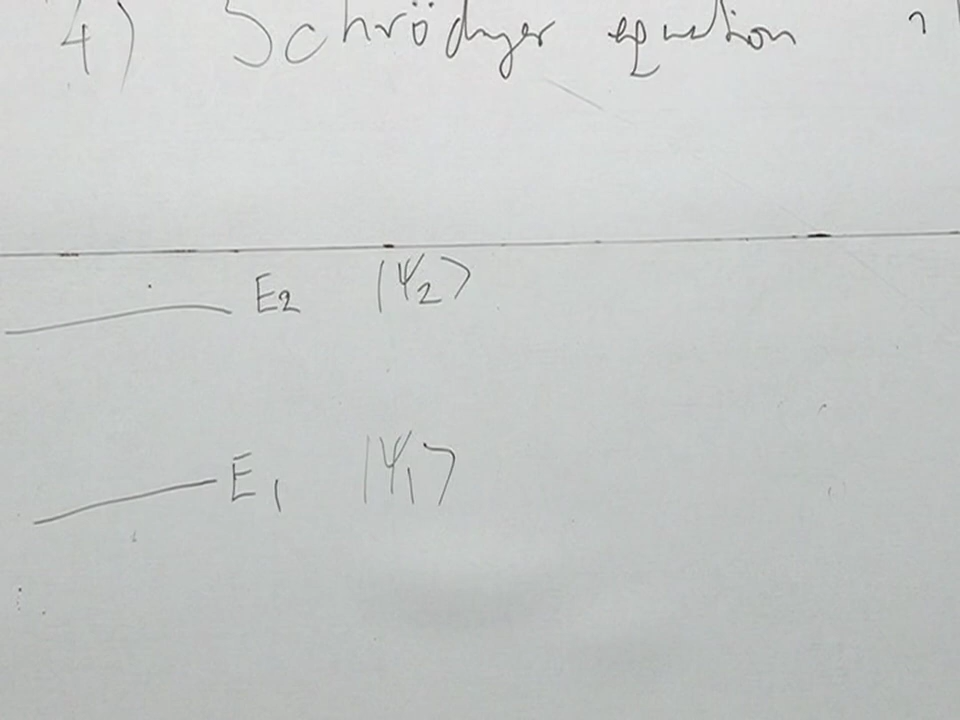 4) Schrödinger equation
E2 |Ψ2⟩
E1 |Ψ1⟩